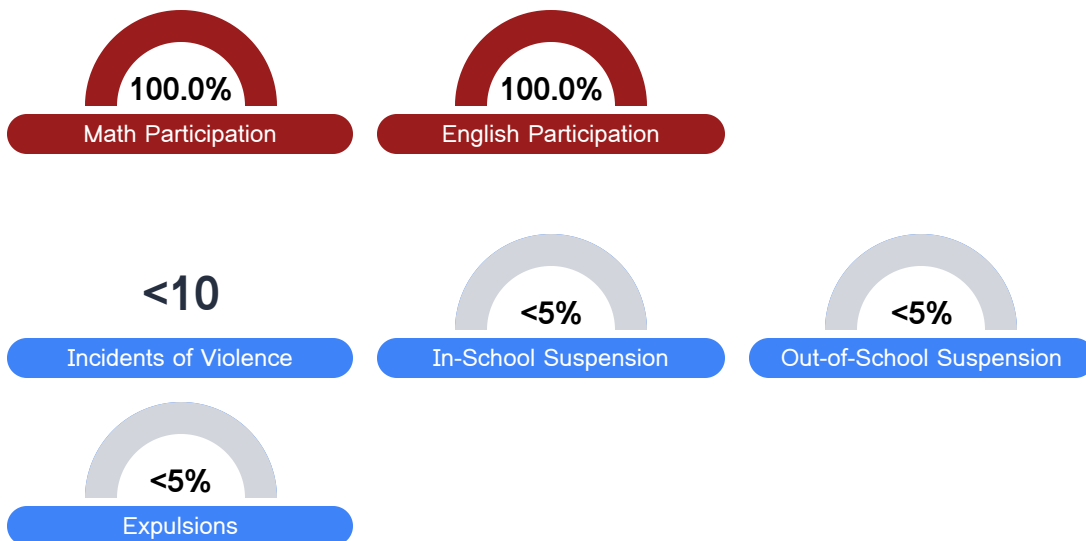 100.0%
Math Participation
100.0%
English Participation
<10
Incidents of Violence
<5%
In-School Suspension
<5%
Out-of-School Suspension
<5%
Expulsions